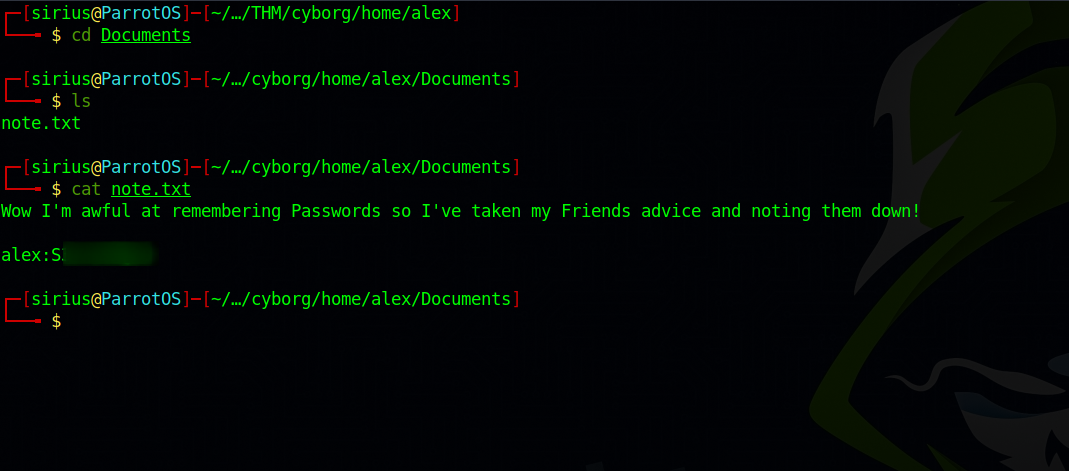 ┌─[sirius@ParrotOS]─[~/…/THM/cyborg/home/alex]
└──╼ $ cd Documents
┌─[sirius@ParrotOS]─[~/…/cyborg/home/alex/Documents]
└──╼ $ ls
note.txt
┌─[sirius@ParrotOS]─[~/…/cyborg/home/alex/Documents]
└──╼ $ cat note.txt
Wow I'm awful at remembering Passwords so I've taken my Friends advice and noting them down!
alex:S
┌─[sirius@ParrotOS]─[~/…/cyborg/home/alex/Documents]
└──╼ $